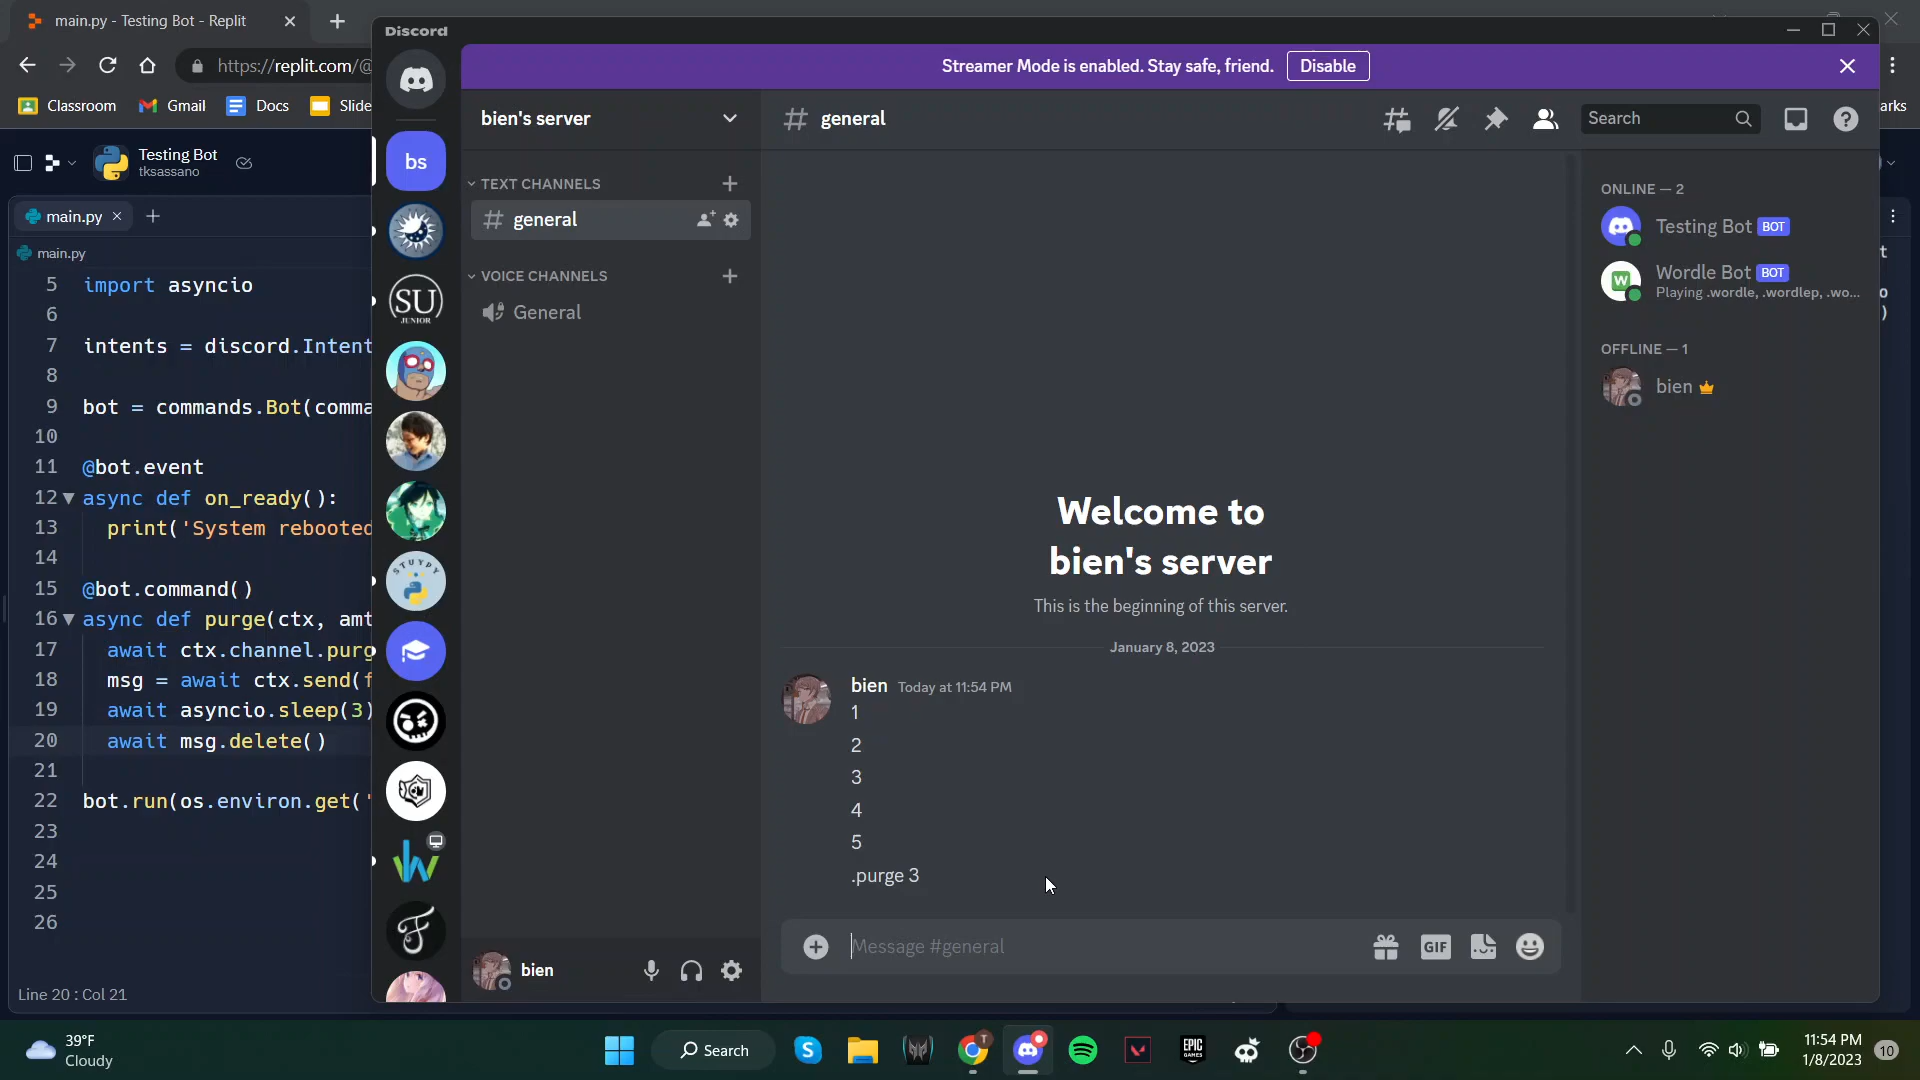 main.py - Testing Bot - Replit
https://replit.com/@
Classroom
Gmail
Docs
Slide
arks
Testing Bot
tksassano
main.py
main.py
5 import asyncio
6
7 intents = discord.Intent
8
9 bot = commands.Bot(comma
10
11 @bot.event
12 async def on_ready():
13 print('System rebooted
14
15 @bot.command()
16 async def purge(ctx, amt
17 await ctx.channel.purg
18 msg = await ctx.send(f
19 await asyncio.sleep(3)
20 await msg.delete()
21
22 bot.run(os.environ.get('
23
24
25
26
Line 20 : Col 21
Discord
Streamer Mode is enabled. Stay safe, friend.
Disable
bs
SU
JUNIOR
STUYPY
bien's server
TEXT CHANNELS
general
VOICE CHANNELS
General
bien
general
Search
Welcome to
bien's server
This is the beginning of this server.
January 8, 2023
bien Today at 11:54 PM
1
2
3
4
5
.purge 3
Message #general
GIF
ONLINE — 2
Testing Bot BOT
W
Wordle Bot BOT
Playing .wordle, .wordlep, .wo...
OFFLINE — 1
bien
t
o
)
39°F
Cloudy
Search
T
EPIC
GAMES
11:54 PM
1/8/2023
10